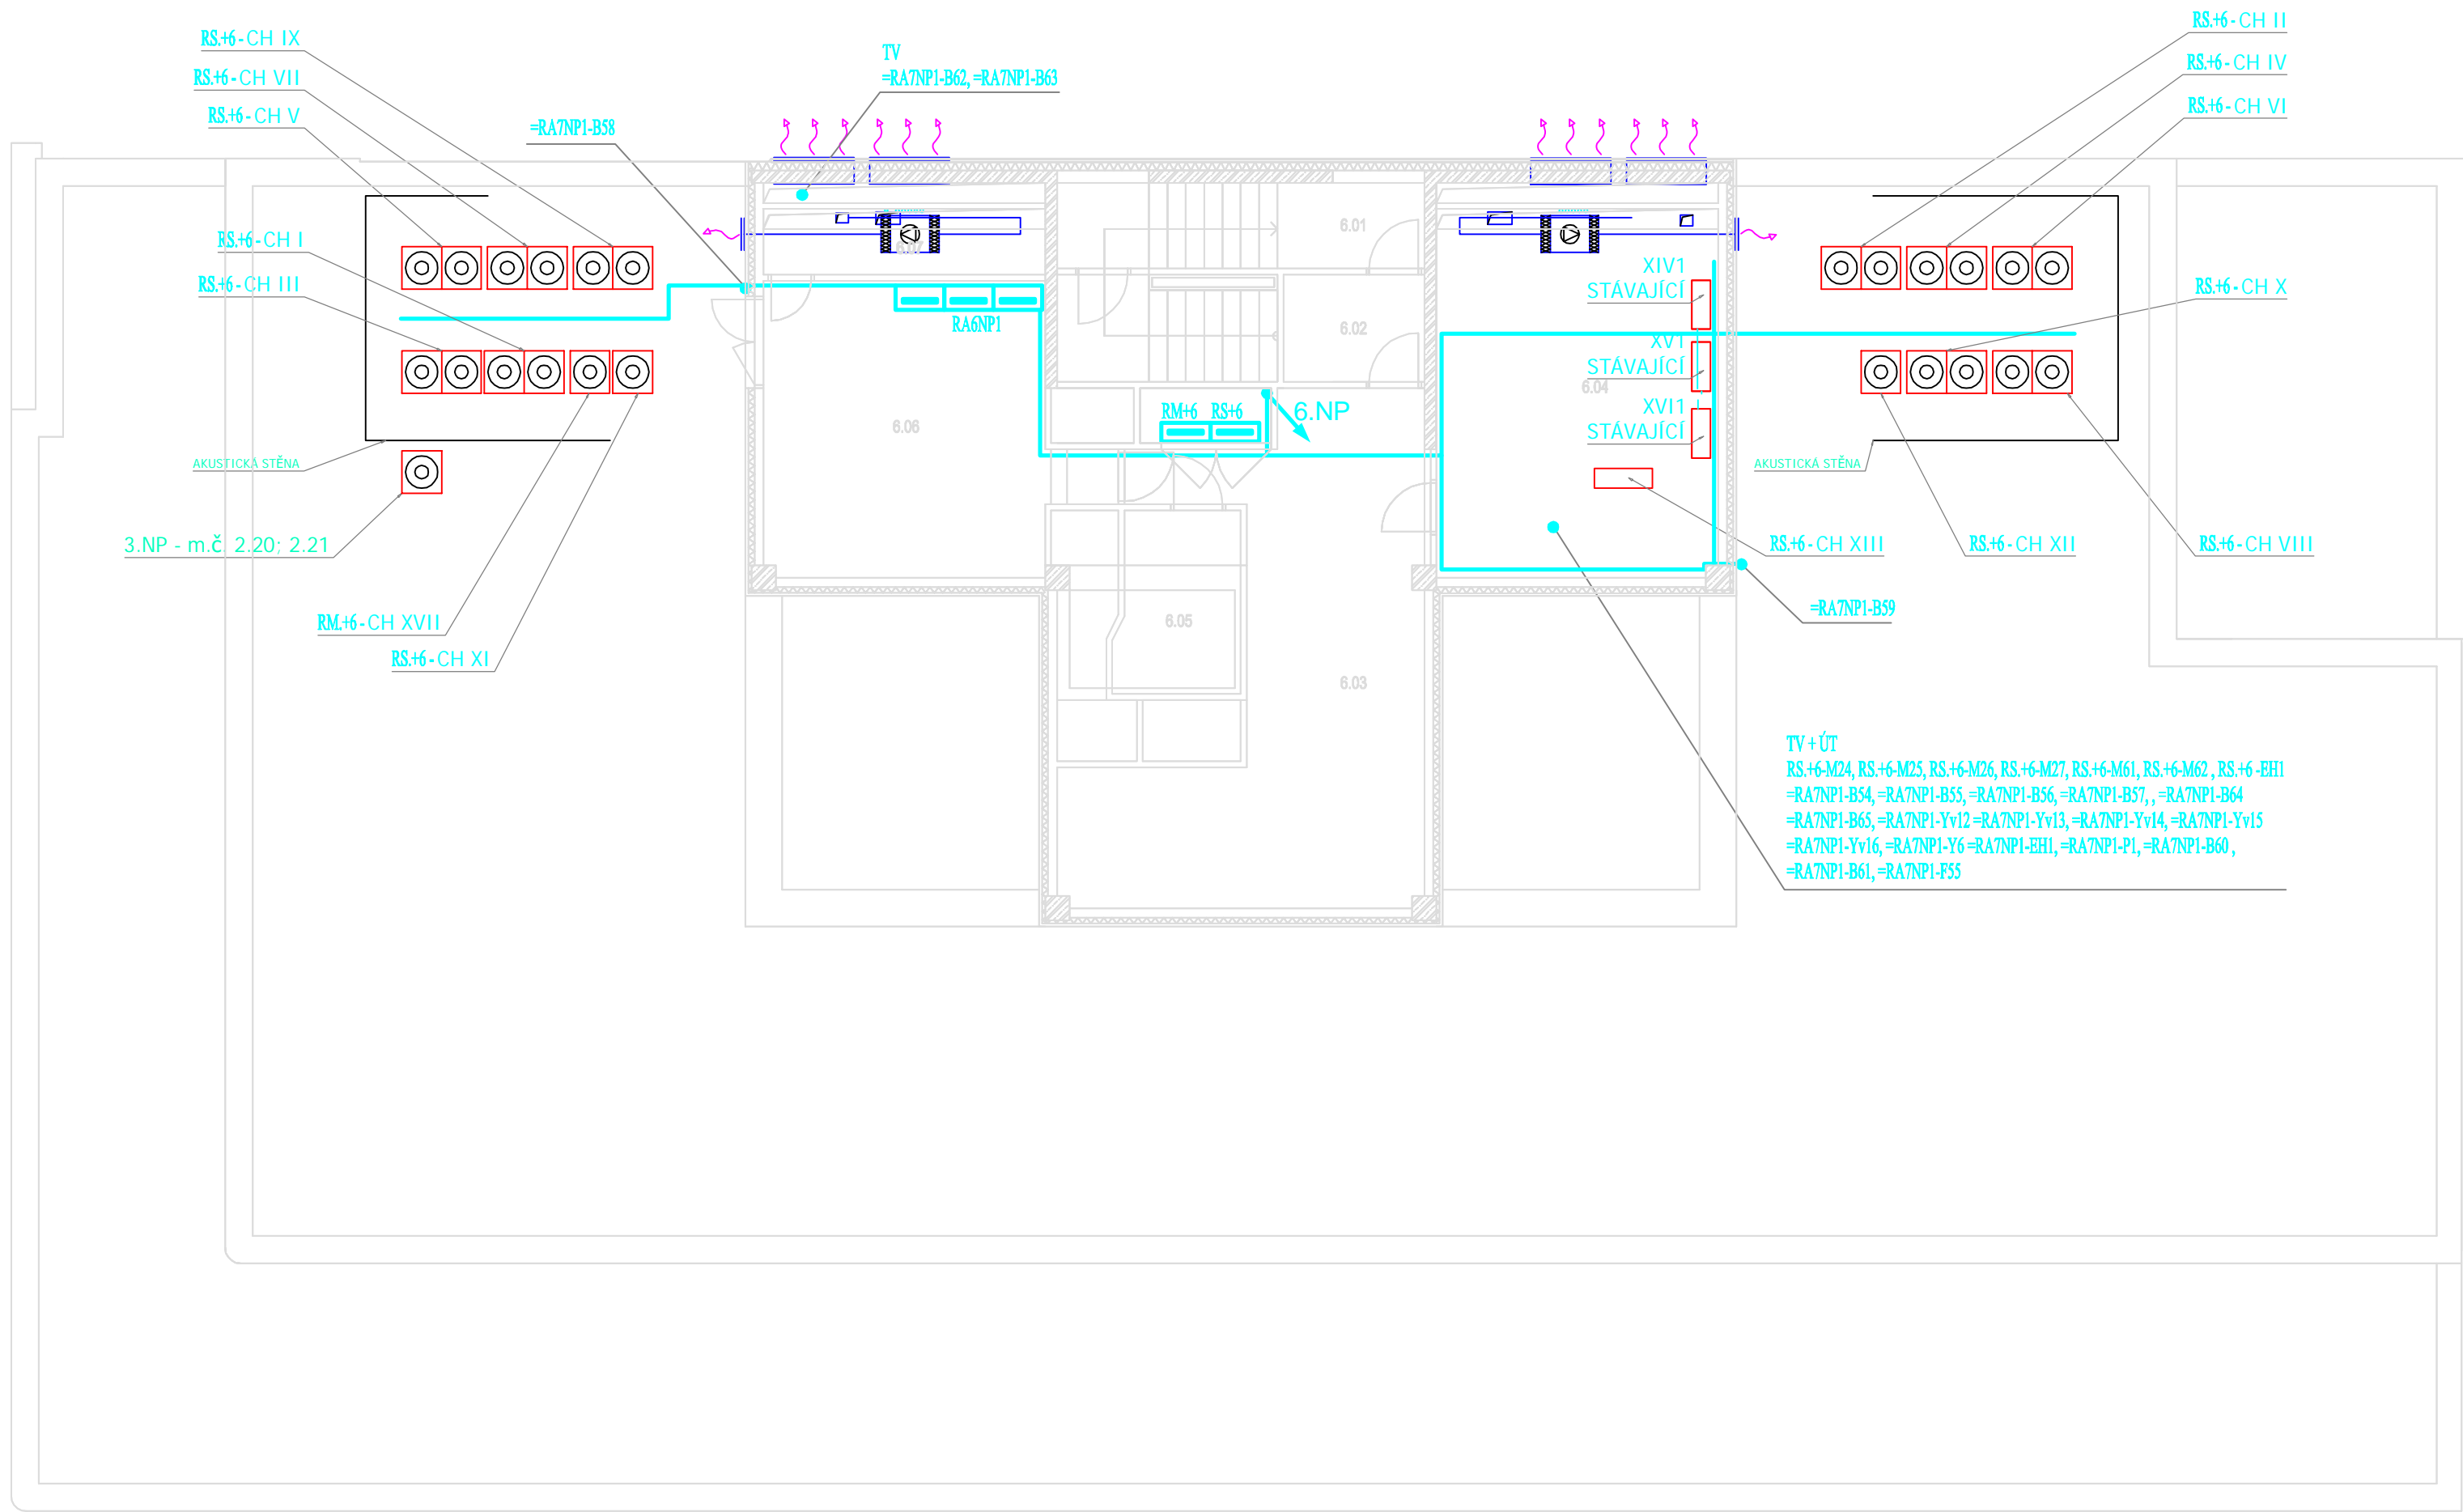 RS.+6 - CH IX
RS.+6 - CH VII
RS.+6 - CH V
RS.+6 - CH I
RS.+6 - CH III
AKUSTICKÁ STĚNA
3.NP - m.č. 2.20; 2.21
RM.+6 - CH XVII
RS.+6 - CH XI
=RA7NP1-B58
TV
=RA7NP1-B62, =RA7NP1-B63
6.07
RA6NP1
6.06
RM+6
RS+6
6.NP
6.01
6.02
6.05
6.03
6.04
XIV1
STÁVAJÍCÍ
XV1
STÁVAJÍCÍ
XVI1
STÁVAJÍCÍ
RS.+6 - CH II
RS.+6 - CH IV
RS.+6 - CH VI
RS.+6 - CH X
AKUSTICKÁ STĚNA
RS.+6 - CH XIII
RS.+6 - CH XII
RS.+6 - CH VIII
=RA7NP1-B59
TV + ÚT
RS.+6-M24, RS.+6-M25, RS.+6-M26, RS.+6-M27, RS.+6-M61, RS.+6-M62 , RS.+6 -EH1
=RA7NP1-B54, =RA7NP1-B55, =RA7NP1-B56, =RA7NP1-B57, , =RA7NP1-B64
=RA7NP1-B65, =RA7NP1-Yv12 =RA7NP1-Yv13, =RA7NP1-Yv14, =RA7NP1-Yv15
=RA7NP1-Yv16, =RA7NP1-Y6 =RA7NP1-EH1, =RA7NP1-P1, =RA7NP1-B60 ,
=RA7NP1-B61, =RA7NP1-F55